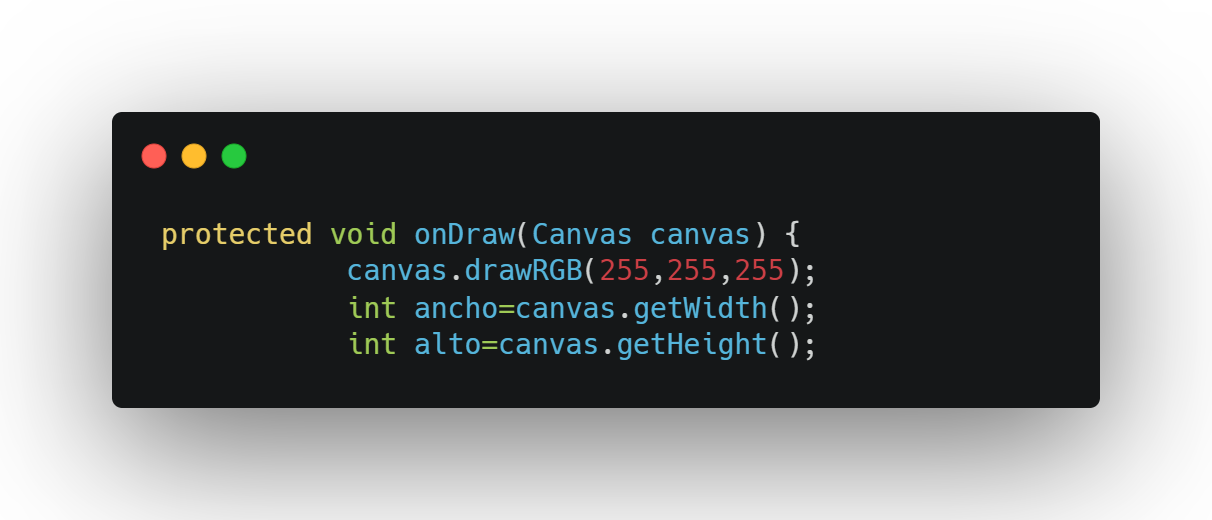 protected void onDraw(Canvas canvas) {
canvas.drawRGB(255,255,255);
int ancho=canvas.getWidth();
int alto=canvas.getHeight();